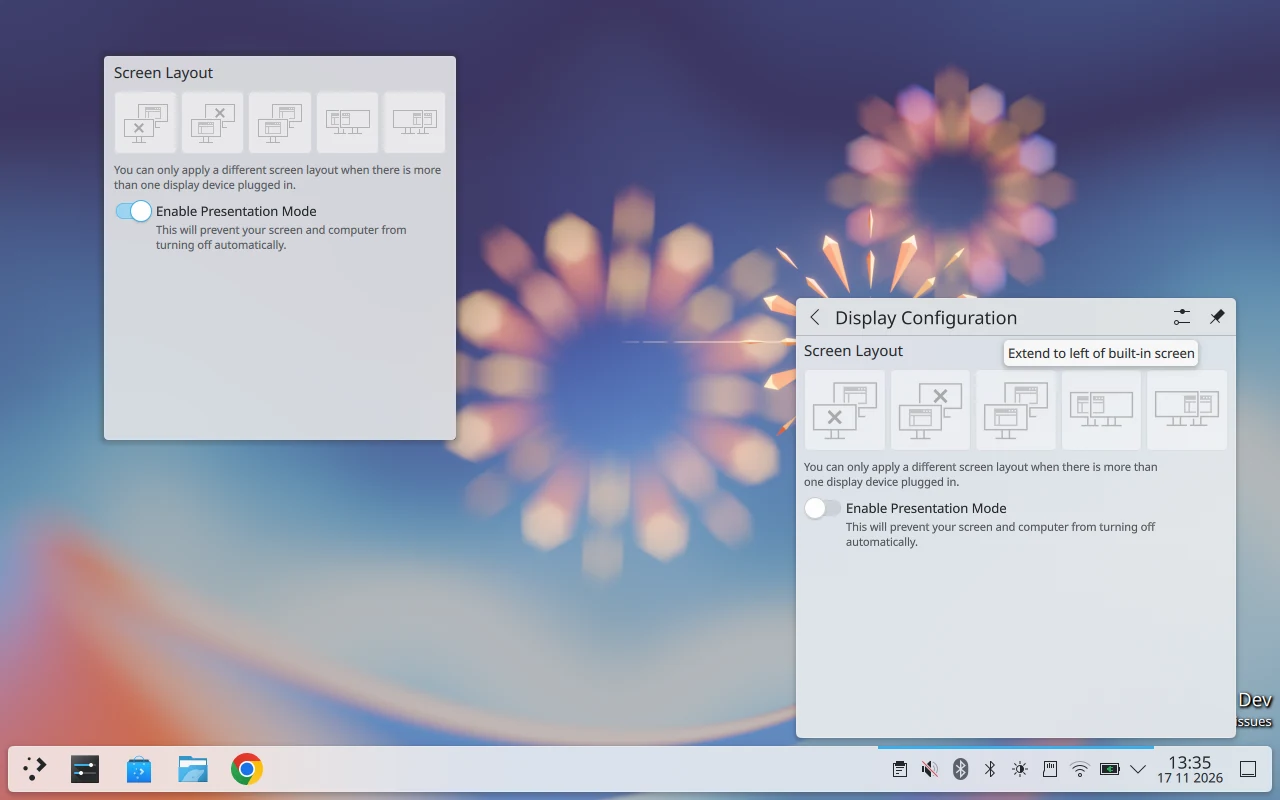 Screen Layout
You can only apply a different screen layout when there is more
than one display device plugged in.
Enable Presentation Mode
This will prevent your screen and computer from
turning off automatically.
Display Configuration
Screen Layout
Extend to left of built-in screen
You can only apply a different screen layout when there is more than
one display device plugged in.
Enable Presentation Mode
This will prevent your screen and computer from turning off
automatically.
Dev
issues
13:35
17 11 2026